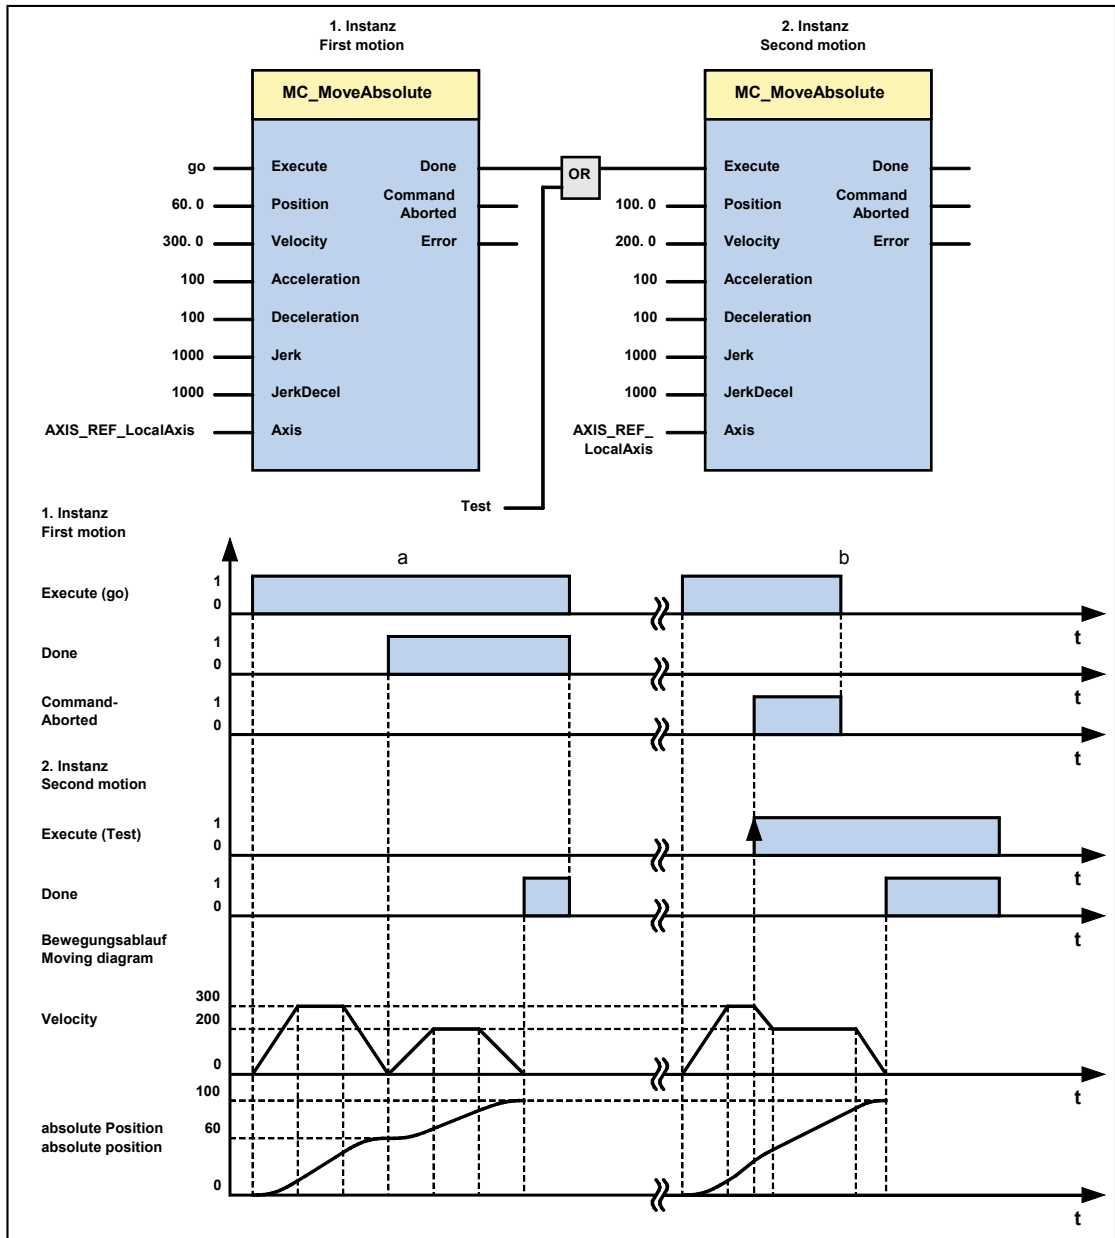 1. Instanz
First motion
2. Instanz
Second motion
MC_MoveAbsolute
MC_MoveAbsolute
go
Execute
Done
OR
Execute
Done
60. 0
Position
Command
Aborted
100. 0
Position
Command
Aborted
300. 0
Velocity
Error
200. 0
Velocity
Error
100
Acceleration
100
Acceleration
100
Deceleration
100
Deceleration
1000
Jerk
1000
Jerk
1000
JerkDecel
1000
JerkDecel
AXIS_REF_LocalAxis
Axis
AXIS_REF_
LocalAxis
Axis
Test
1. Instanz
First motion
a
b
Execute (go)
1
0
t
Done
1
0
t
Command-
Aborted
1
0
t
2. Instanz
Second motion
Execute (Test)
1
0
t
Done
1
0
t
Bewegungsablauf
Moving diagram
Velocity
300
200
0
t
absolute Position
absolute position
100
60
0
t